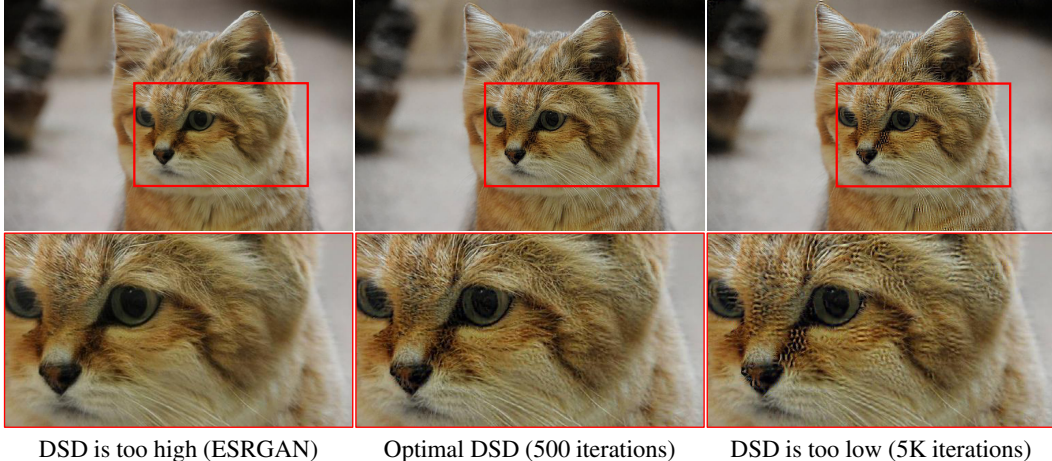 DSD is too high (ESRGAN)
Optimal DSD (500 iterations)
DSD is too low (5K iterations)